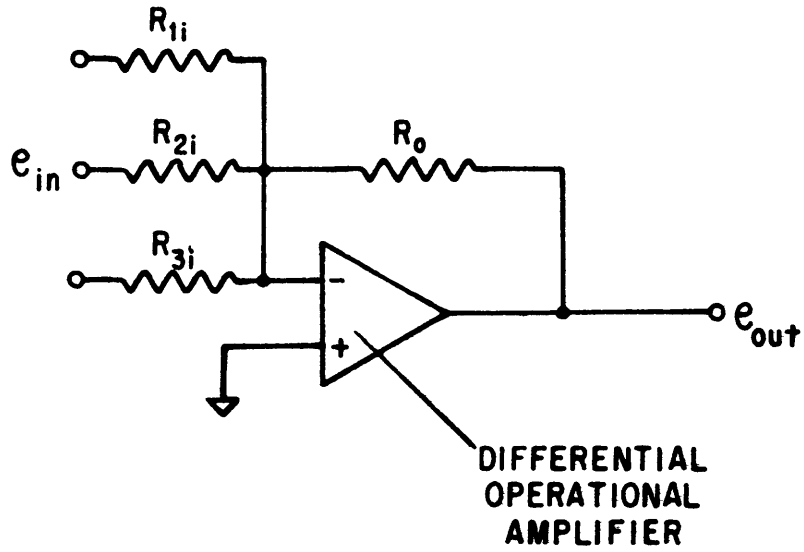 R1i
R2i
Ro
ein
R3i
-
+
eout
DIFFERENTIAL
OPERATIONAL
AMPLIFIER